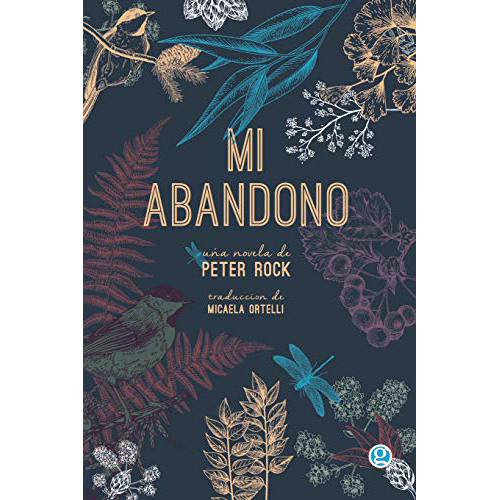 MI
ABANDONO
una novela de
PETER ROCK
traduccion de
MICAELA ORTELLI
g